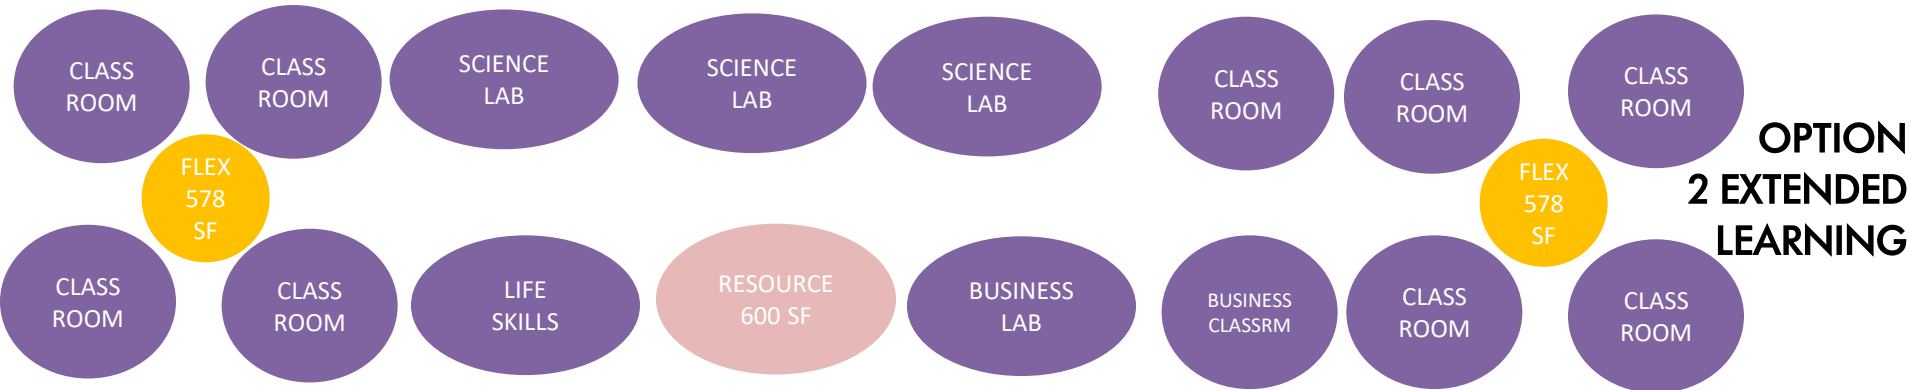 CLASS
ROOM
CLASS
ROOM
SCIENCE
LAB
SCIENCE
LAB
SCIENCE
LAB
CLASS
ROOM
CLASS
ROOM
CLASS
ROOM
FLEX
578
SF
FLEX
578
SF
OPTION
2 EXTENDED
LEARNING
CLASS
ROOM
CLASS
ROOM
LIFE
SKILLS
RESOURCE
600 SF
BUSINESS
LAB
BUSINESS
CLASSRM
CLASS
ROOM
CLASS
ROOM